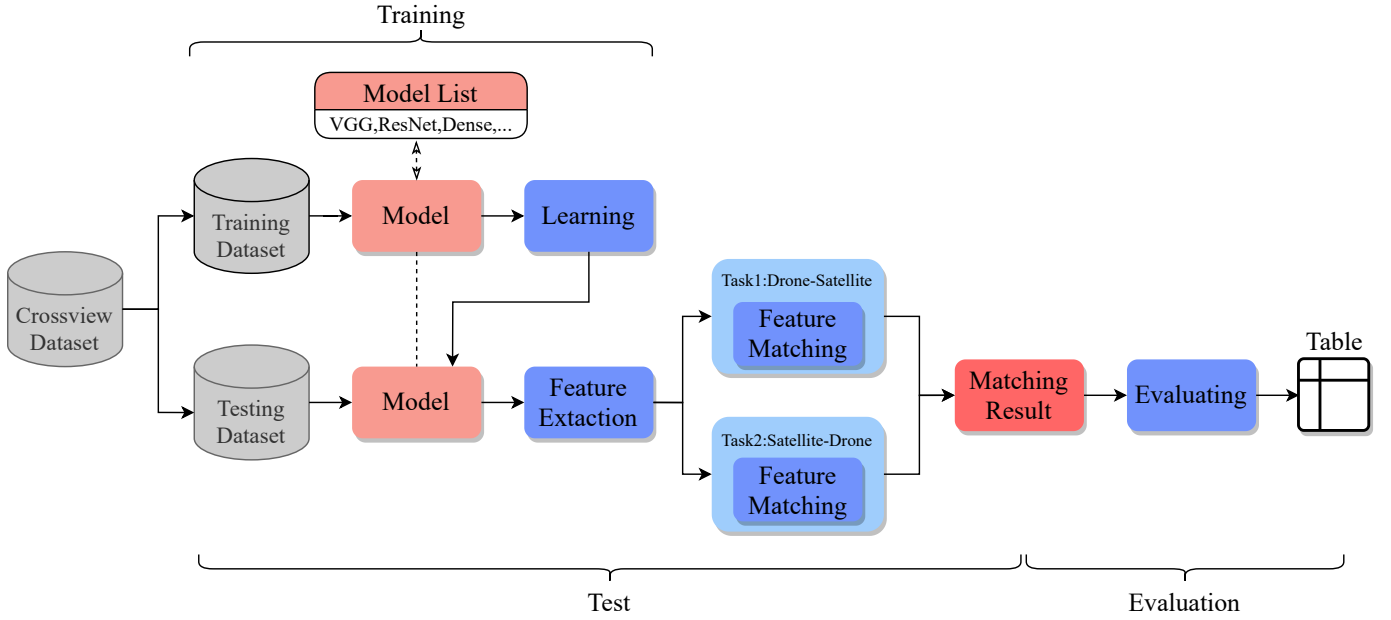 Training
Model List
VGG,ResNet,Dense,...
Training
Dataset
Model
Learning
Crossview
Dataset
Testing
Dataset
Model
Feature
Extaction
Task1:Drone-Satellite
Feature
Matching
Task2:Satellite-Drone
Feature
Matching
Matching
Result
Evaluating
Table
Test
Evaluation